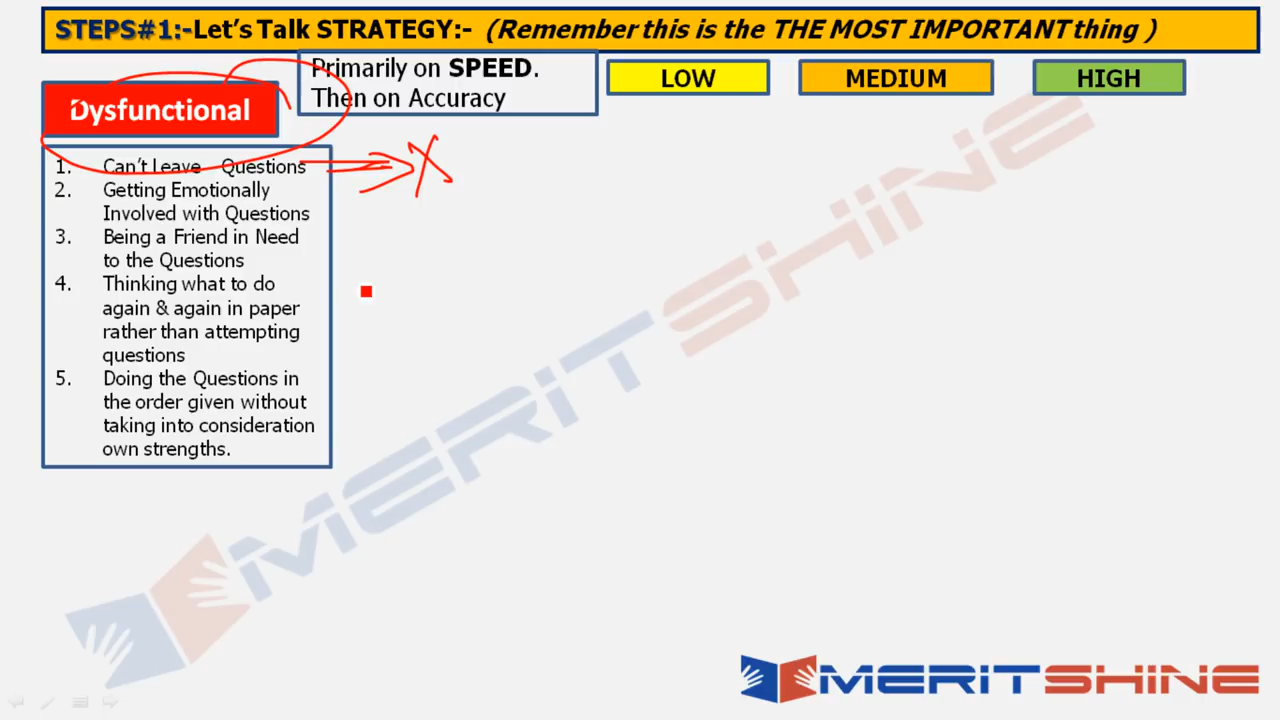 STEPS#1:-Let's Talk STRATEGY:- (Remember this is the THE MOST IMPORTANT thing )
Primarily on SPEED.
Then on Accuracy
LOW
MEDIUM
HIGH
Dysfunctional
1. Can't Leave Questions
2. Getting Emotionally
Involved with Questions
3. Being a Friend in Need
to the Questions
4. Thinking what to do
again & again in paper
rather than attempting
questions
5. Doing the Questions in
the order given without
taking into consideration
own strengths.
MERiTSHiiNE
MERiTSHiNE